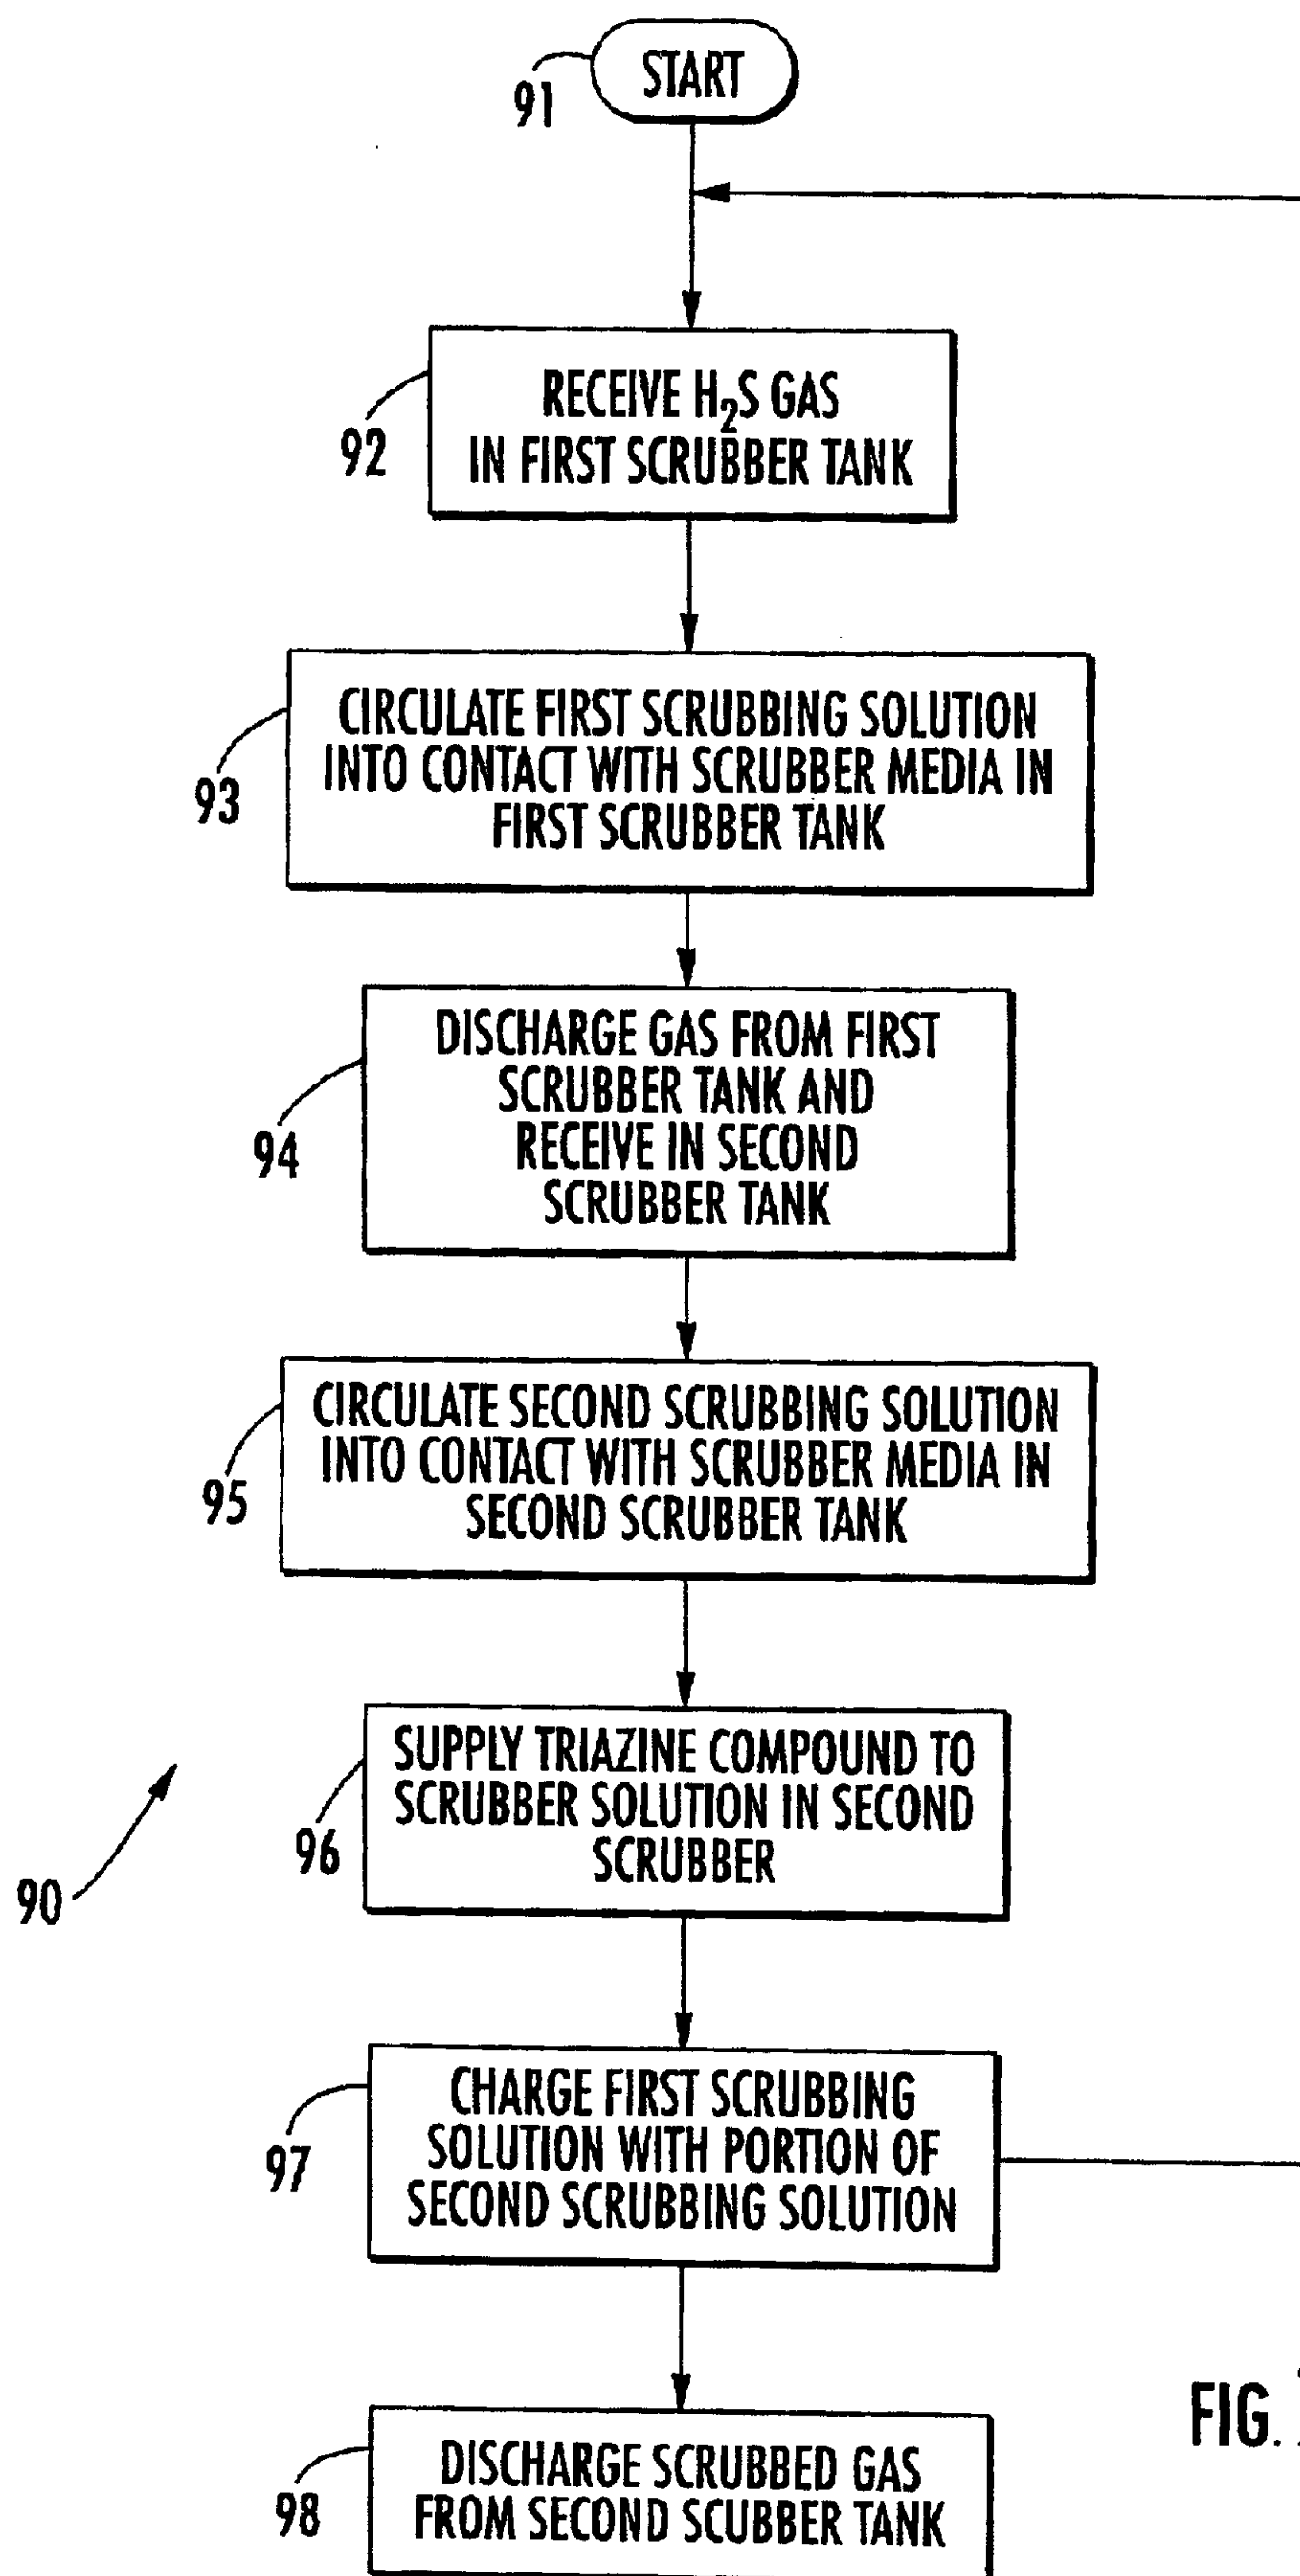 START
91
RECEIVE H₂S GAS
IN FIRST SCRUBBER TANK
92
CIRCULATE FIRST SCRUBBING SOLUTION
INTO CONTACT WITH SCRUBBER MEDIA IN
FIRST SCRUBBER TANK
93
DISCHARGE GAS FROM FIRST
SCRUBBER TANK AND
RECEIVE IN SECOND
SCRUBBER TANK
94
CIRCULATE SECOND SCRUBBING SOLUTION
INTO CONTACT WITH SCRUBBER MEDIA IN
SECOND SCRUBBER TANK
95
SUPPLY TRIAZINE COMPOUND TO
SCRUBBER SOLUTION IN SECOND
SCRUBBER
96
90
CHARGE FIRST SCRUBBING
SOLUTION WITH PORTION OF
SECOND SCRUBBING SOLUTION
97
DISCHARGE SCRUBBED GAS
FROM SECOND SCUBBER TANK
98
FIG.